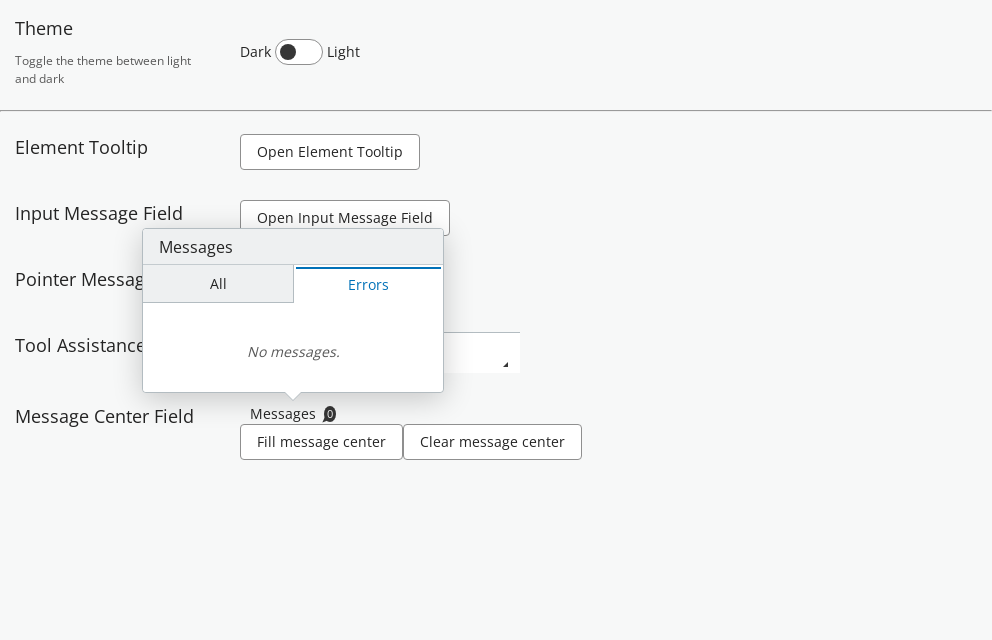 Theme
Toggle the theme between light
and dark
Dark Light
Element Tooltip
Open Element Tooltip
Input Message Field
Open Input Message Field
Messages
All
Errors
No messages.
Pointer Messag
Tool Assistance
Message Center Field
Messages 0
Fill message center
Clear message center